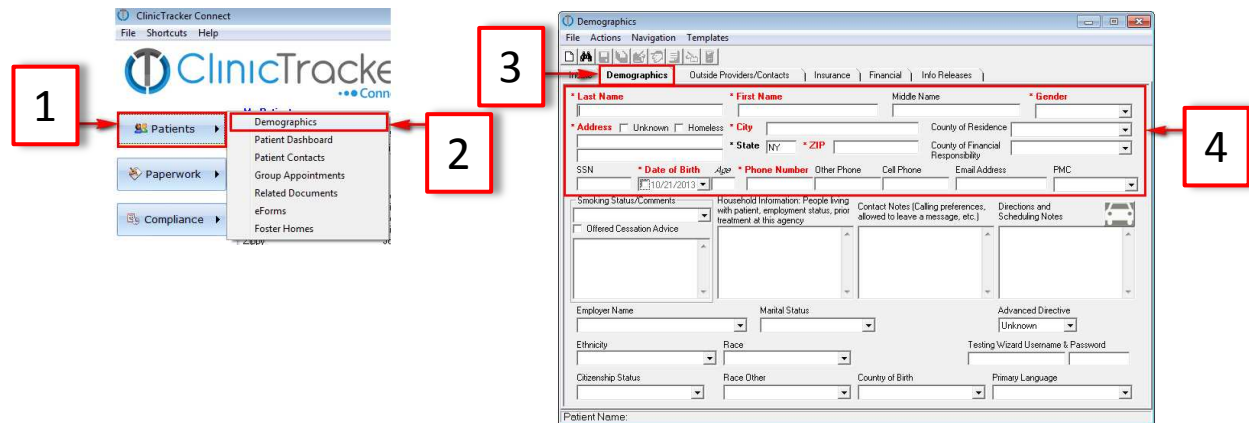 ClinicTracker Connect
File Shortcuts Help
ClinicTracke
Conn
1
Patients
Paperwork
Compliance
Demographics
Patient Dashboard
Patient Contacts
Group Appointments
Related Documents
eForms
Foster Homes
Zippy
2
3
Demographics
File Actions Navigation Templates
Demographics Outside Providers/Contacts Insurance Financial Info Releases
* Last Name * First Name Middle Name * Gender
* Address Unknown Homeless * City County of Residence
* State NY * ZIP County of Financial
Responsibility
SSN * Date of Birth Age * Phone Number Other Phone Cell Phone Email Address PMC
10/21/2013
4
Smoking Status/Comments
Offered Cessation Advice
Household Information: People living
with patient, employment status, prior
treatment at this agency
Contact Notes (Calling preferences,
allowed to leave a message, etc.)
Directions and
Scheduling Notes
Employer Name Marital Status Advanced Directive
Unknown
Ethnicity Race Testing Wizard Username & Password
Citizenship Status Race Other Country of Birth Primary Language
Patient Name: